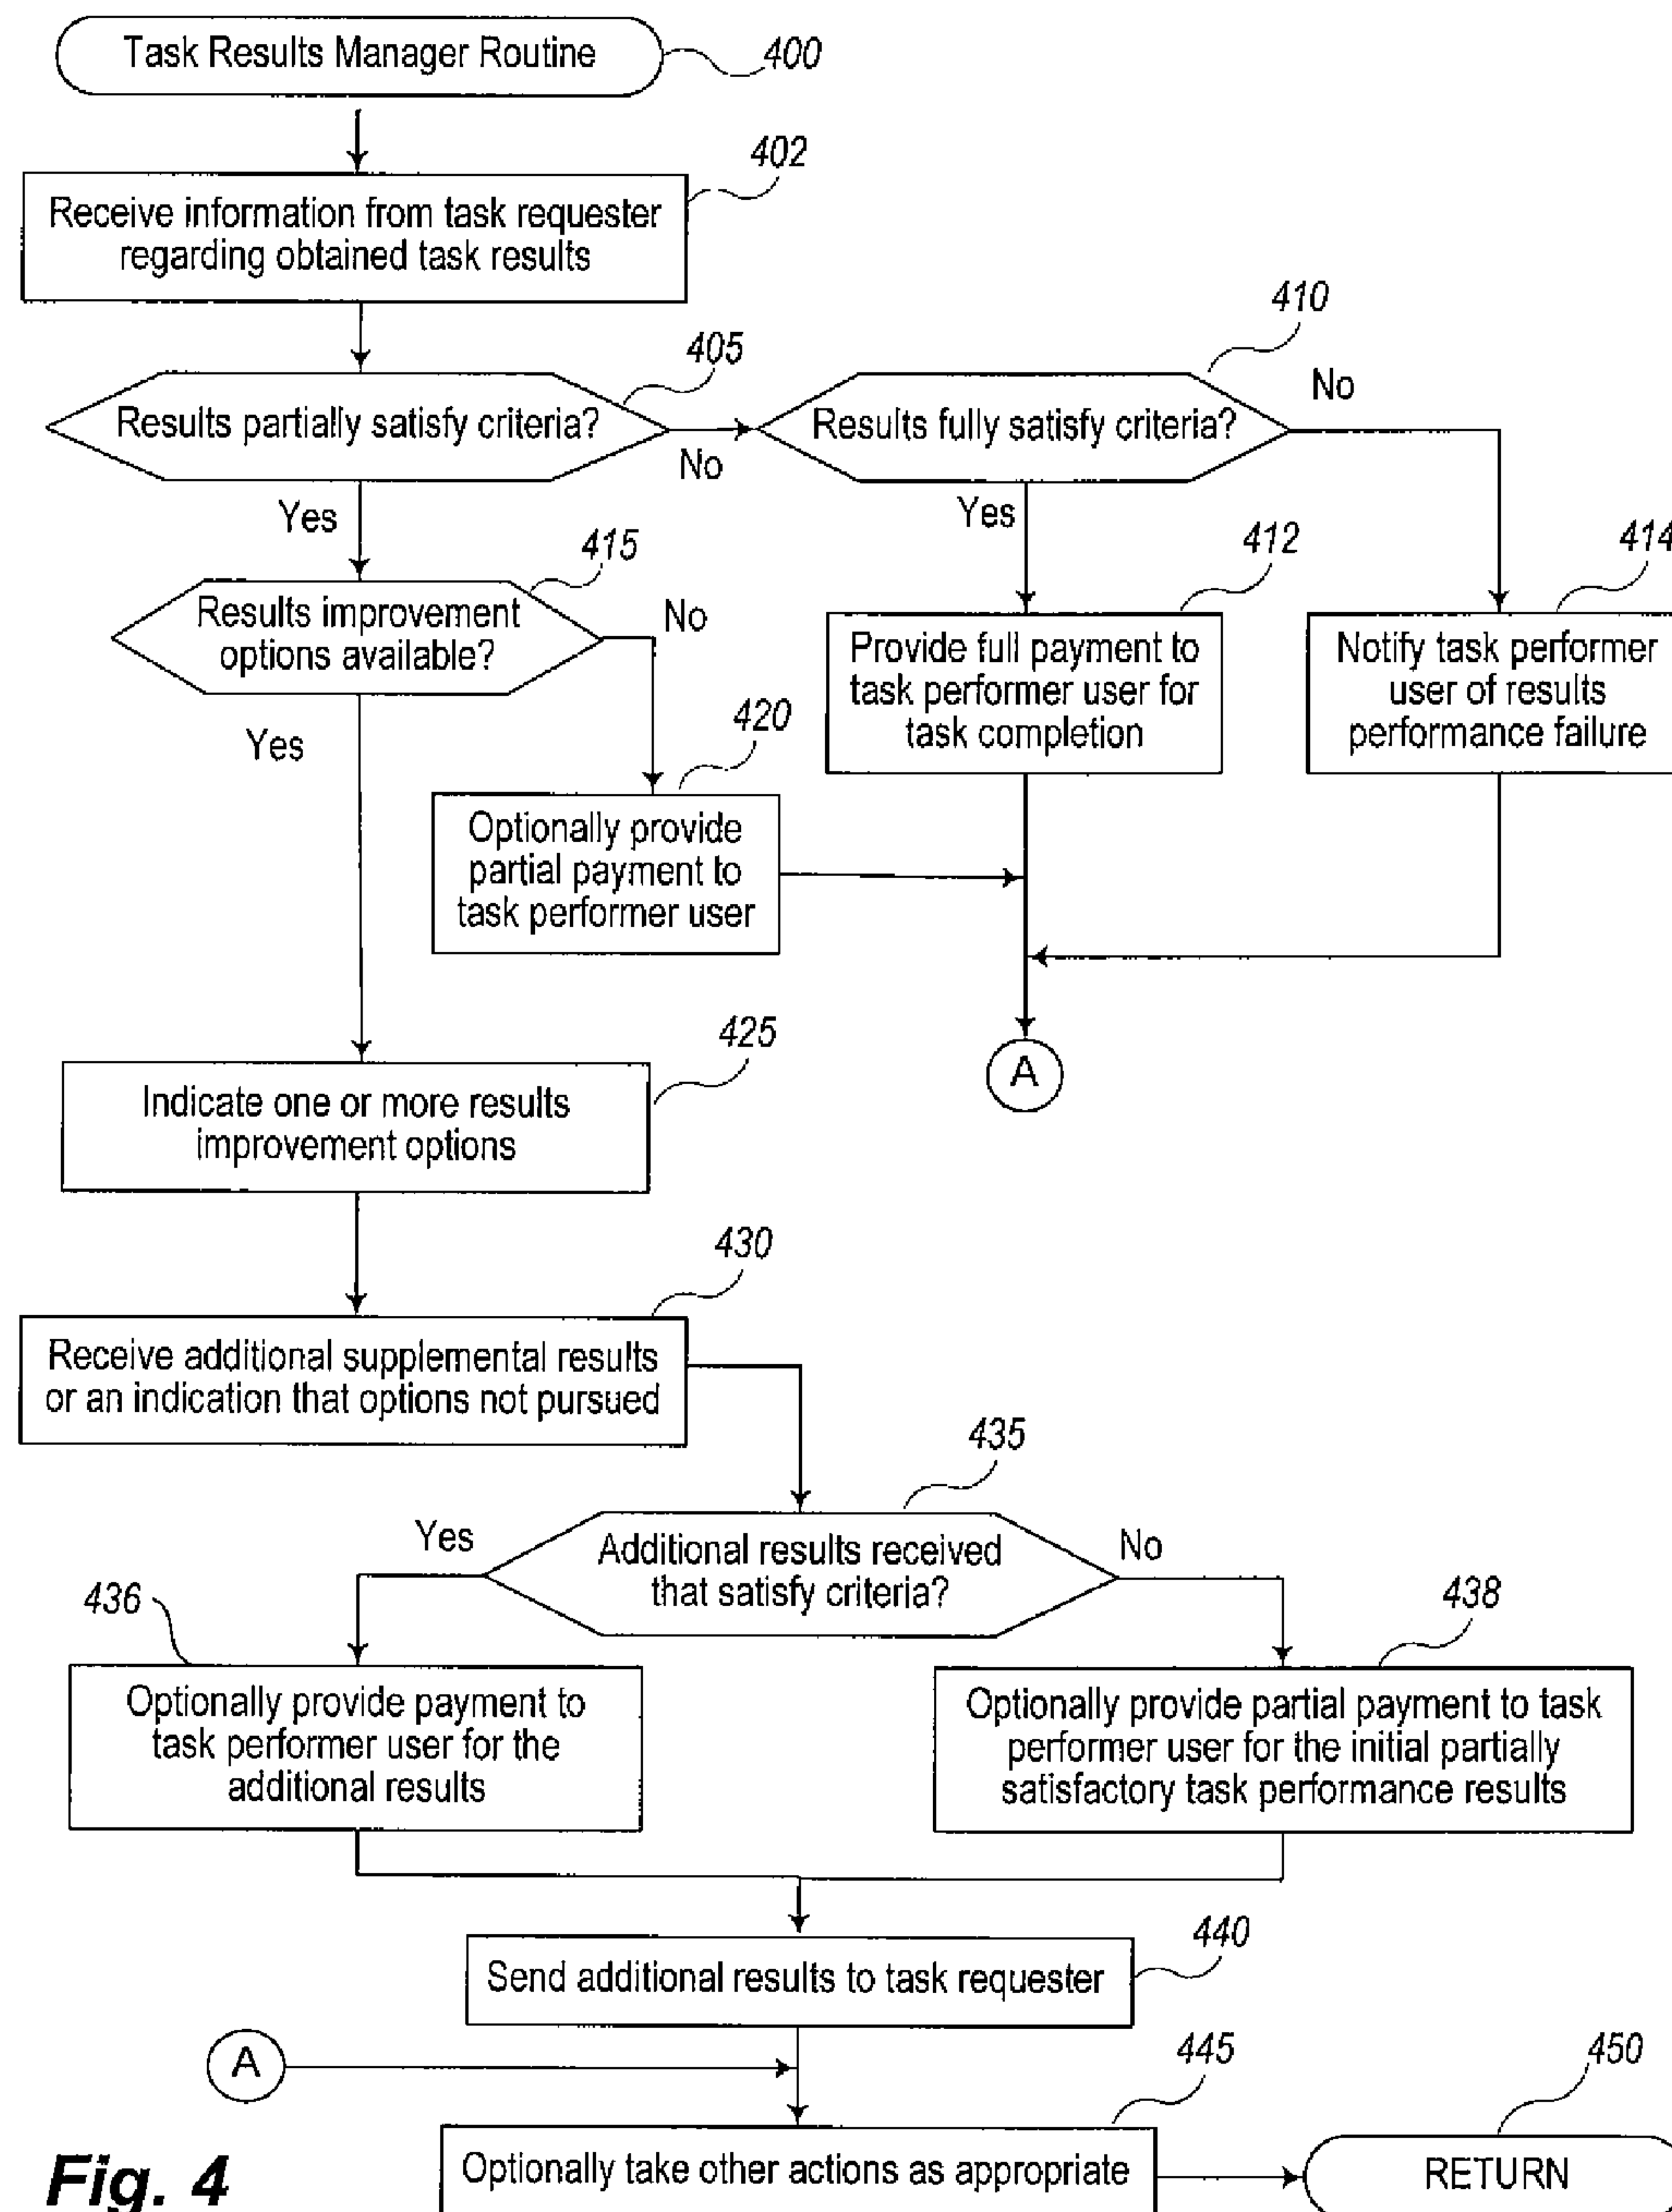 Task Results Manager Routine
400
402
Receive information from task requester
regarding obtained task results
405
410
Results partially satisfy criteria?
No
Results fully satisfy criteria?
No
Yes
Yes
415
412
414
Results improvement
options available?
No
Yes
Provide full payment to
task performer user for
task completion
Notify task performer
user of results
performance failure
420
Optionally provide
partial payment to
task performer user
A
425
Indicate one or more results
improvement options
430
Receive additional supplemental results
or an indication that options not pursued
435
Yes
Additional results received
that satisfy criteria?
No
436
438
Optionally provide payment to
task performer user for the
additional results
Optionally provide partial payment to task
performer user for the initial partially
satisfactory task performance results
440
Send additional results to task requester
A
445
450
Optionally take other actions as appropriate
RETURN
Fig. 4